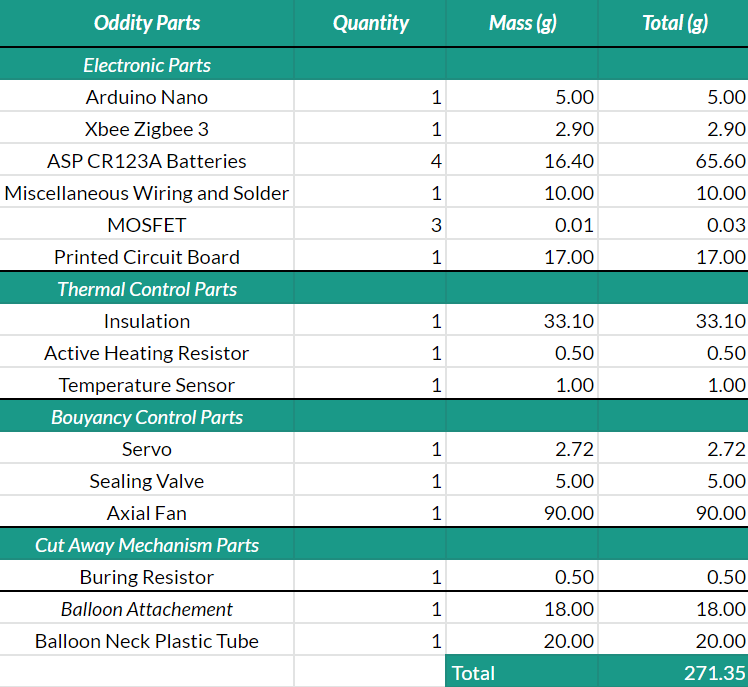 Oddity Parts Quantity Mass (g) Total (g)
Electronic Parts
Arduino Nano 1 5.00 5.00
Xbee Zigbee 3 1 2.90 2.90
ASP CR123A Batteries 4 16.40 65.60
Miscellaneous Wiring and Solder 1 10.00 10.00
MOSFET 3 0.01 0.03
Printed Circuit Board 1 17.00 17.00
Thermal Control Parts
Insulation 1 33.10 33.10
Active Heating Resistor 1 0.50 0.50
Temperature Sensor 1 1.00 1.00
Bouyancy Control Parts
Servo 1 2.72 2.72
Sealing Valve 1 5.00 5.00
Axial Fan 1 90.00 90.00
Cut Away Mechanism Parts
Buring Resistor 1 0.50 0.50
Balloon Attachement 1 18.00 18.00
Balloon Neck Plastic Tube 1 20.00 20.00
Total 271.35